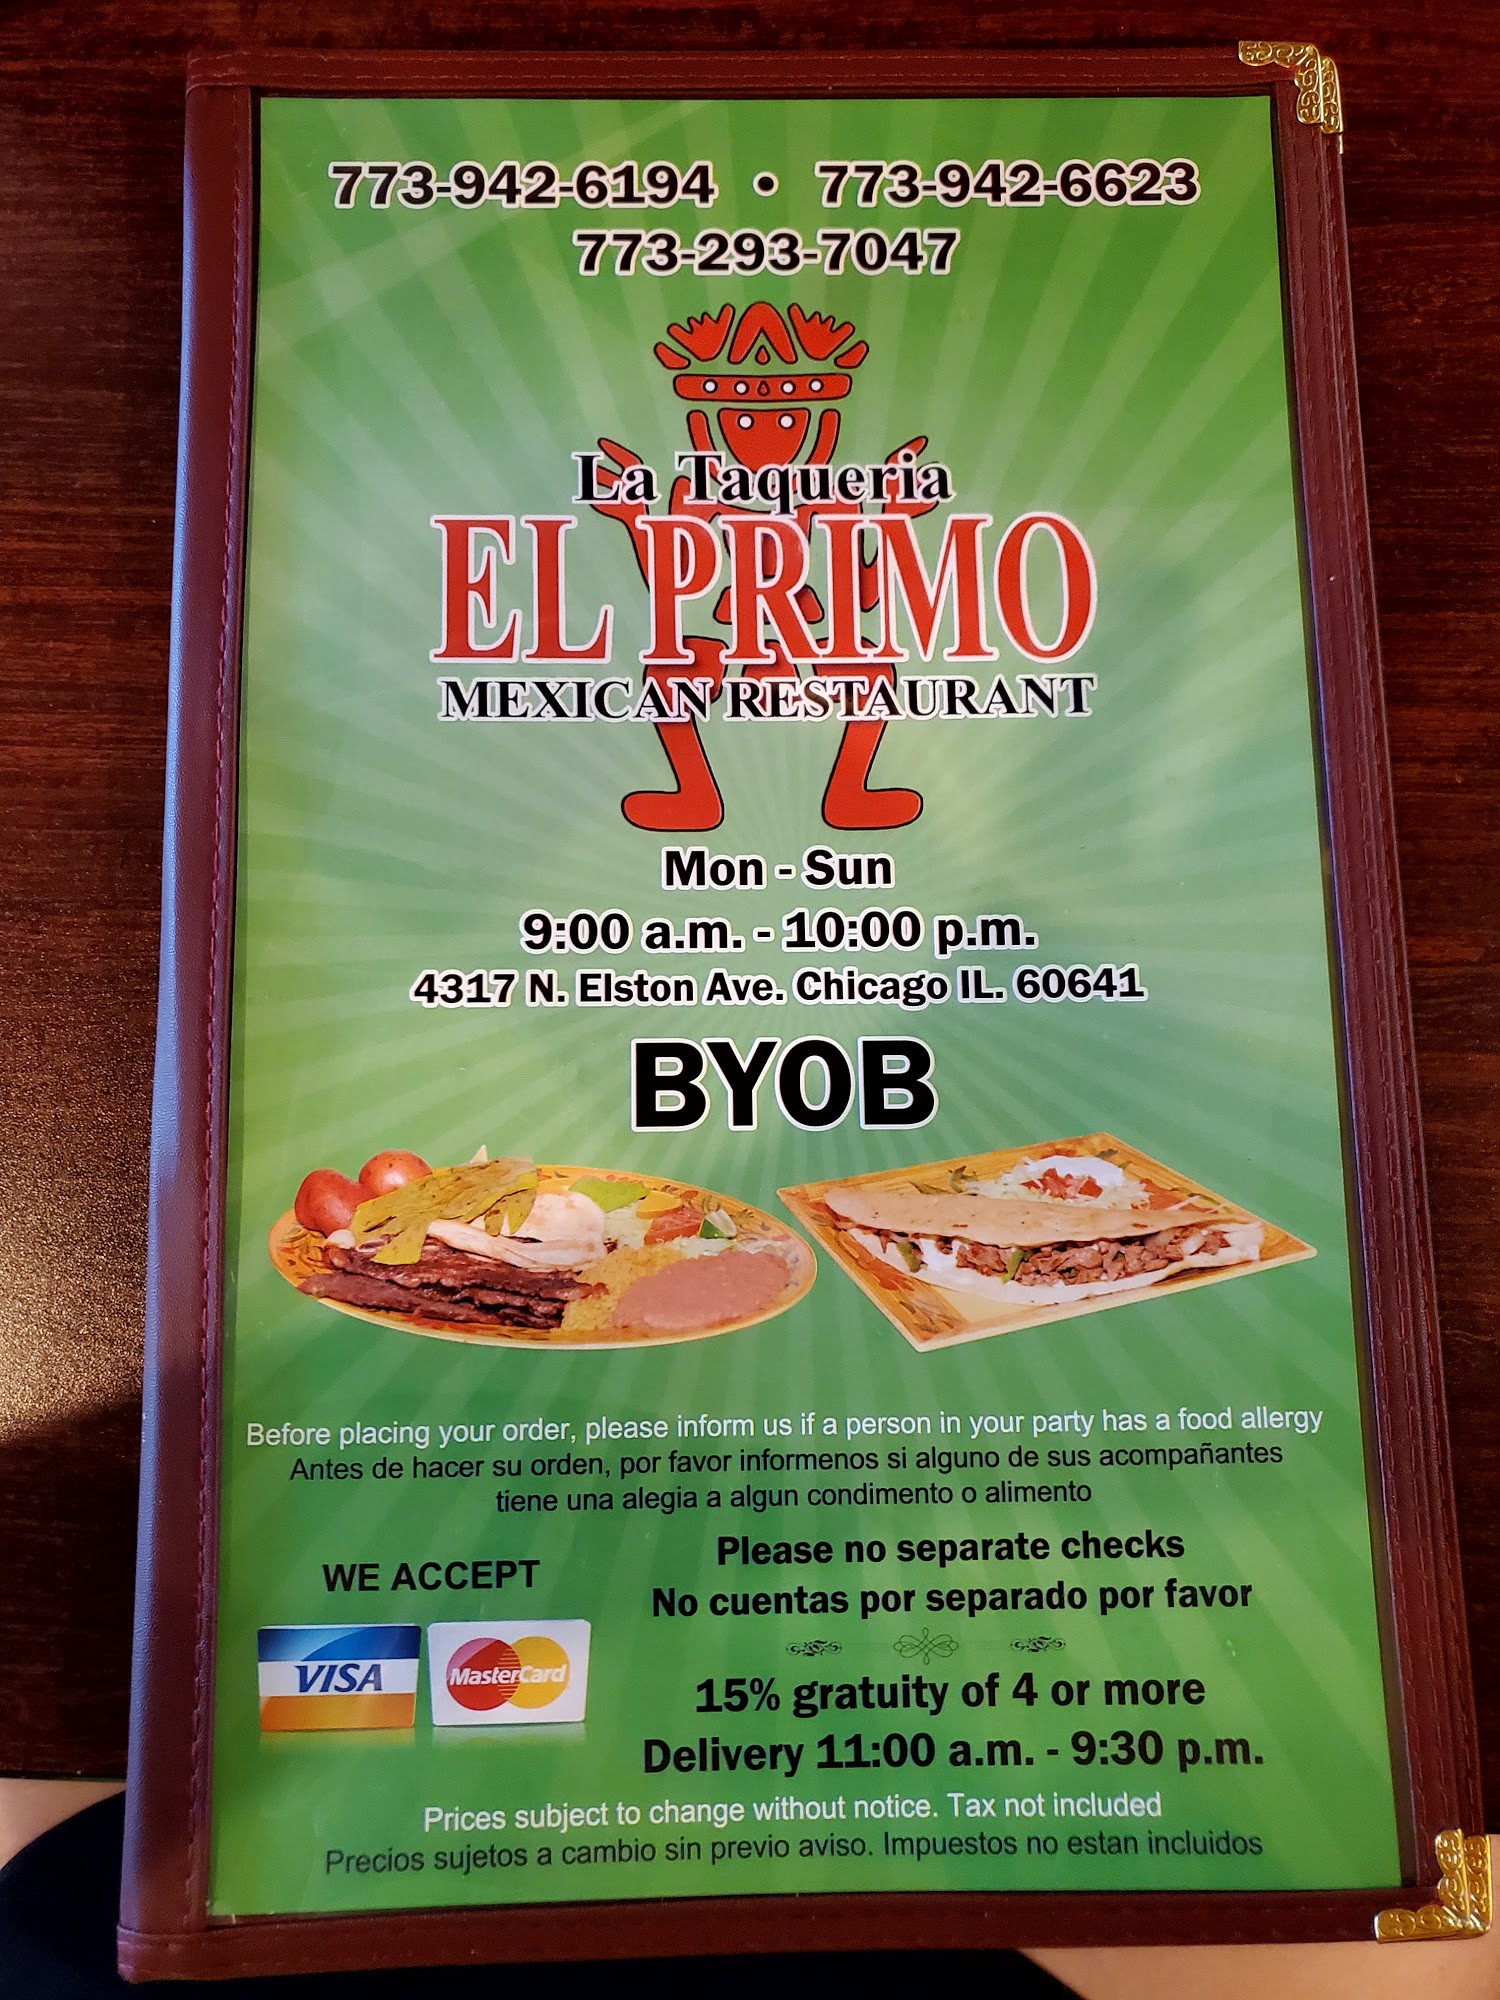 773-942-6194 • 773-942-6623
773-293-7047
La Taqueria
EL PRIMO
MEXICAN RESTAURANT
Mon - Sun
9:00 a.m. - 10:00 p.m.
4317 N. Elston Ave. Chicago IL. 60641
BYOB
Before placing your order, please inform us if a person in your party has a food allergy
Antes de hacer su orden, por favor informenos si alguno de sus acompañantes
tiene una alegia a algun condimento o alimento
WE ACCEPT
VISA
MasterCard
Please no separate checks
No cuentas por separado por favor
15% gratuity of 4 or more
Delivery 11:00 a.m. - 9:30 p.m.
Prices subject to change without notice. Tax not included
Precios sujetos a cambio sin previo aviso. Impuestos no estan incluidos